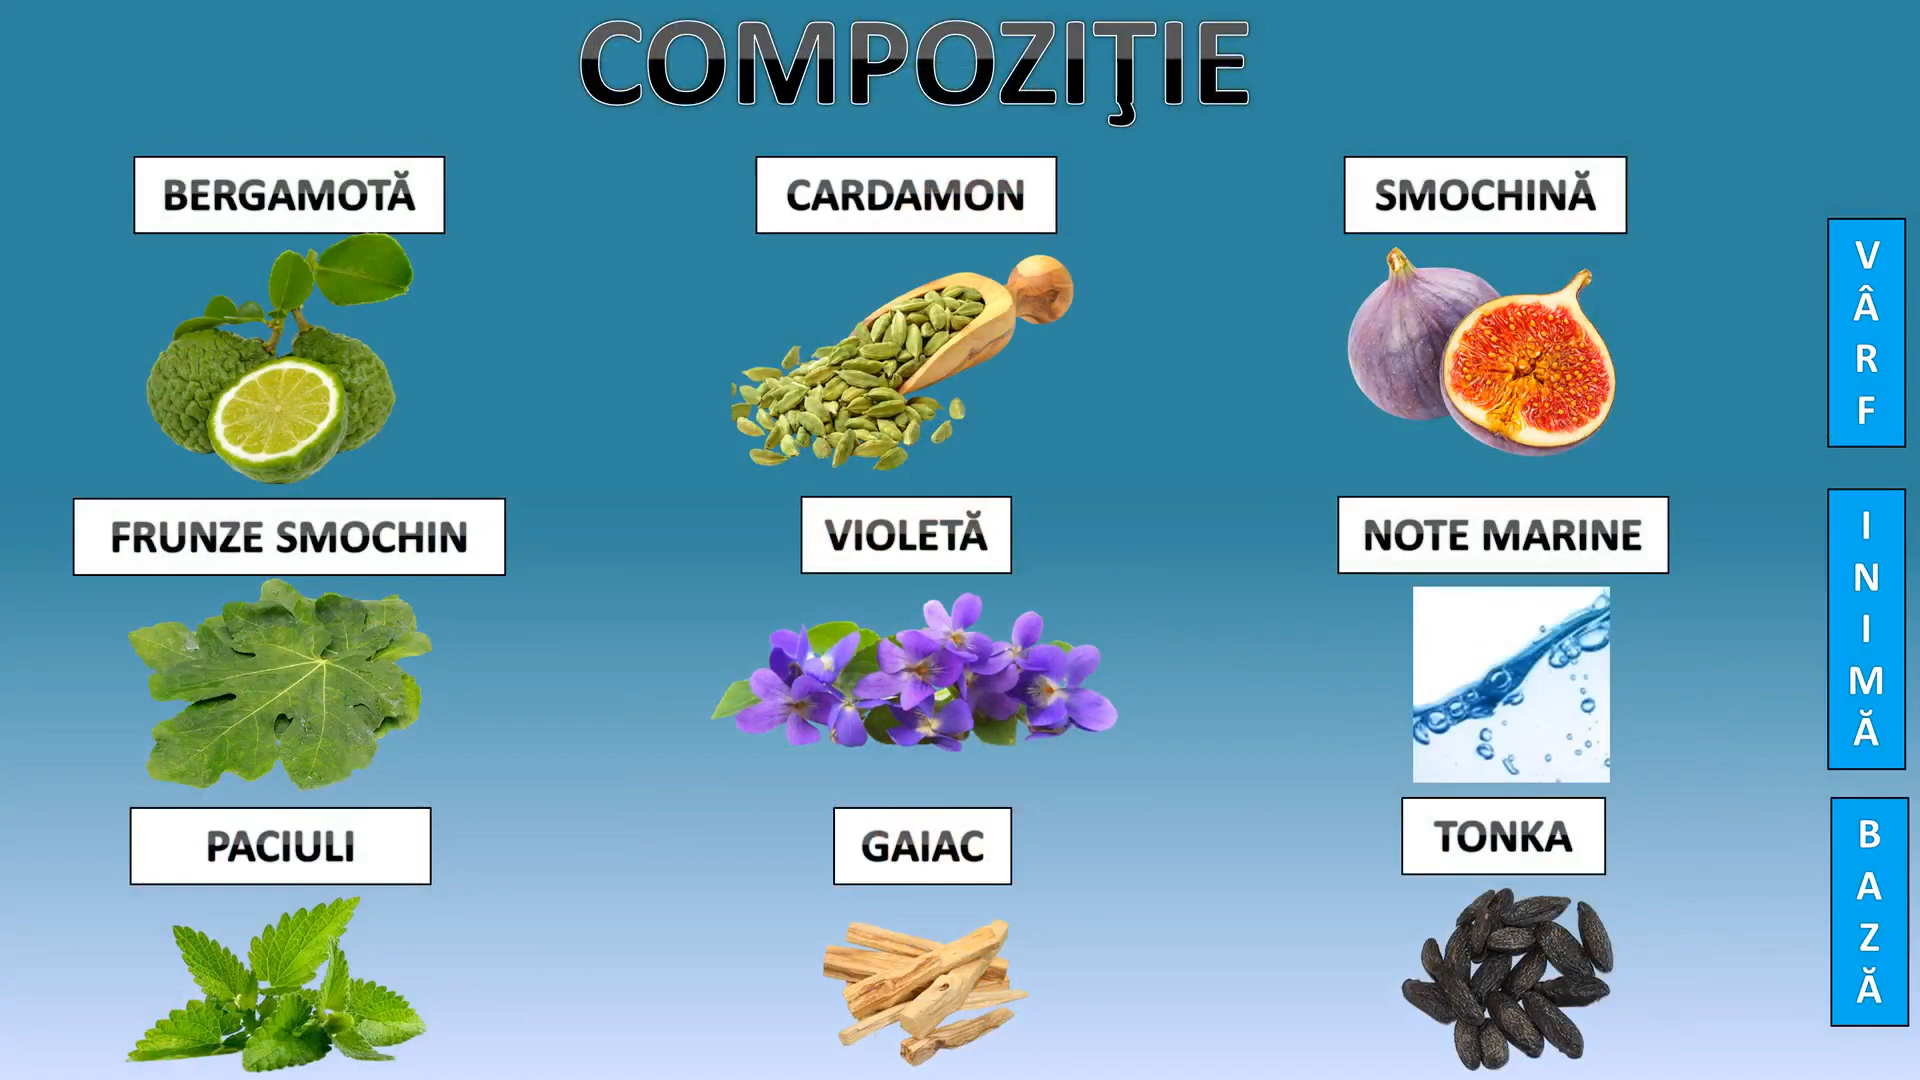 COMPOZIŢIE
BERGAMOTĂ
CARDAMON
SMOCHINĂ
VÂRF
FRUNZE SMOCHIN
VIOLETĂ
NOTE MARINE
INIMĂ
PACIULI
GAIAC
TONKA
BAZĂ